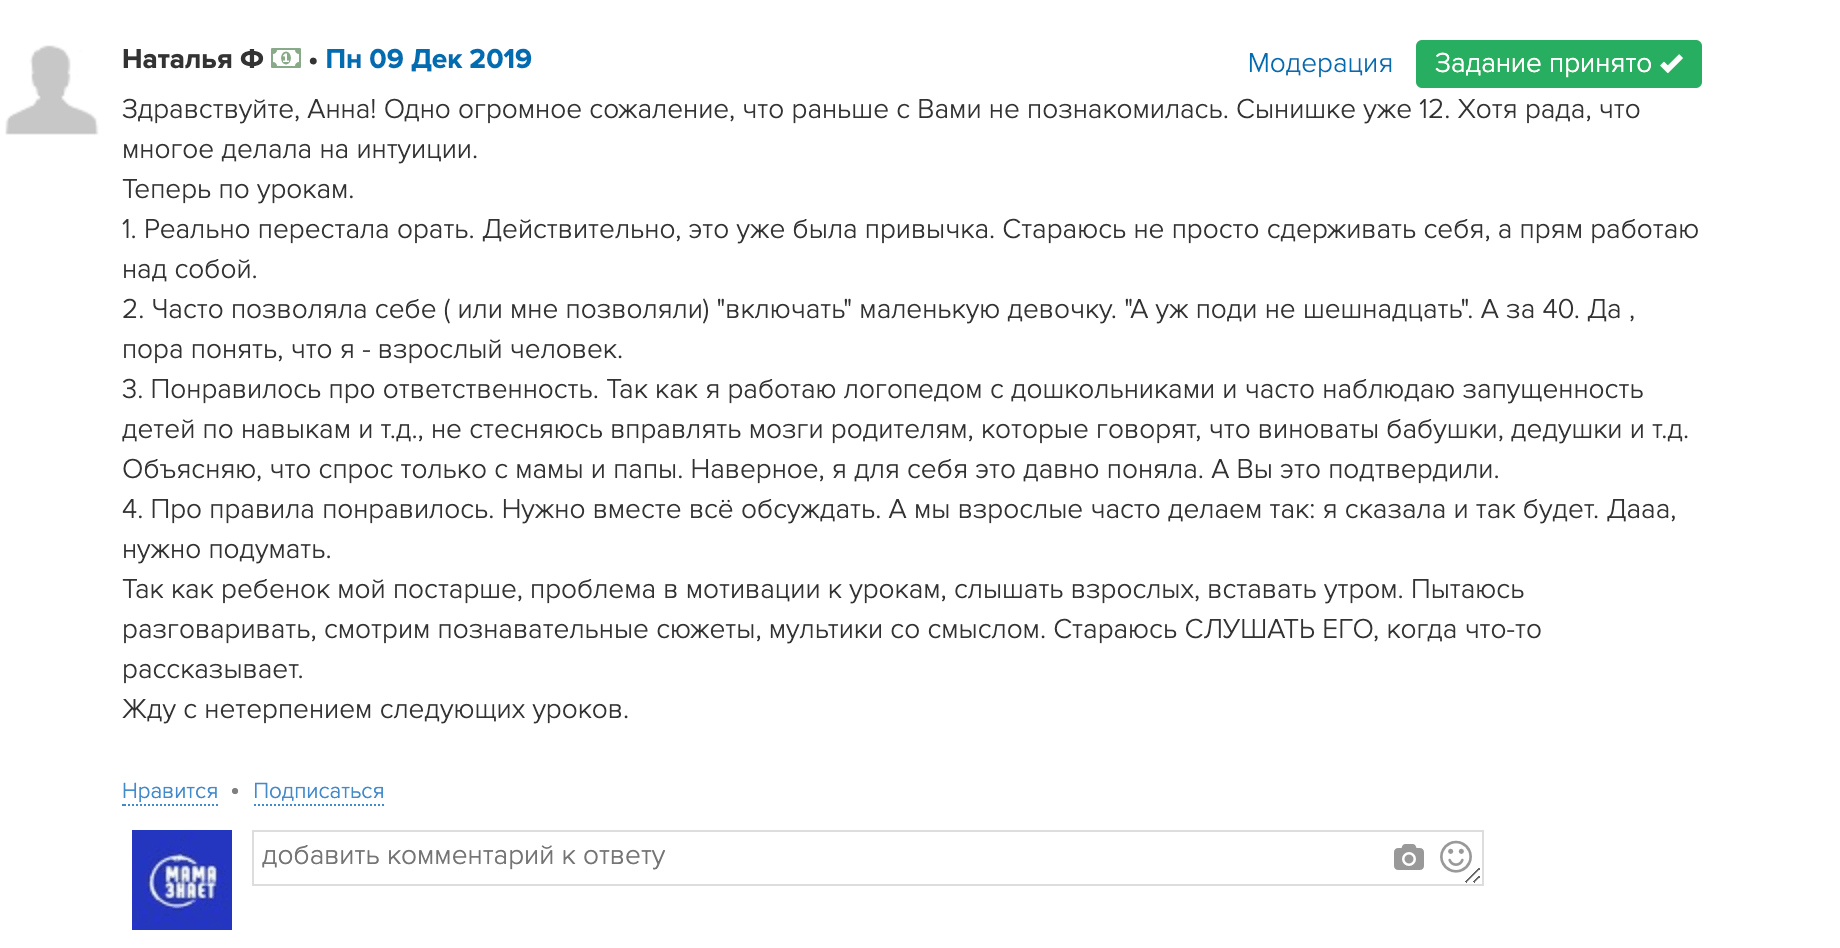 Наталья Ф • Пн 09 Дек 2019
Модерация
Задание принято
Здравствуйте, Анна! Одно огромное сожаление, что раньше с Вами не познакомилась. Сынишке уже 12. Хотя рада, что
многое делала на интуиции.
Теперь по урокам.
1. Реально перестала орать. Действительно, это уже была привычка. Стараюсь не просто сдерживать себя, а прям работаю
над собой.
2. Часто позволяла себе ( или мне позволяли) "включать" маленькую девочку. "А уж поди не шешнадцать". А за 40. Да ,
пора понять, что я - взрослый человек.
3. Понравилось про ответственность. Так как я работаю логопедом с дошкольниками и часто наблюдаю запущенность
детей по навыкам и т.д., не стесняюсь вправлять мозги родителям, которые говорят, что виноваты бабушки, дедушки и т.д.
Объясняю, что спрос только с мамы и папы. Наверное, я для себя это давно поняла. А Вы это подтвердили.
4. Про правила понравилось. Нужно вместе всё обсуждать. А мы взрослые часто делаем так: я сказала и так будет. Дааа,
нужно подумать.
Так как ребенок мой постарше, проблема в мотивации к урокам, слышать взрослых, вставать утром. Пытаюсь
разговаривать, смотрим познавательные сюжеты, мультики со смыслом. Стараюсь СЛУШАТЬ ЕГО, когда что-то
рассказывает.
Жду с нетерпением следующих уроков.
Нравится • Подписаться
МАМА
ЗНАЕТ
добавить комментарий к ответу